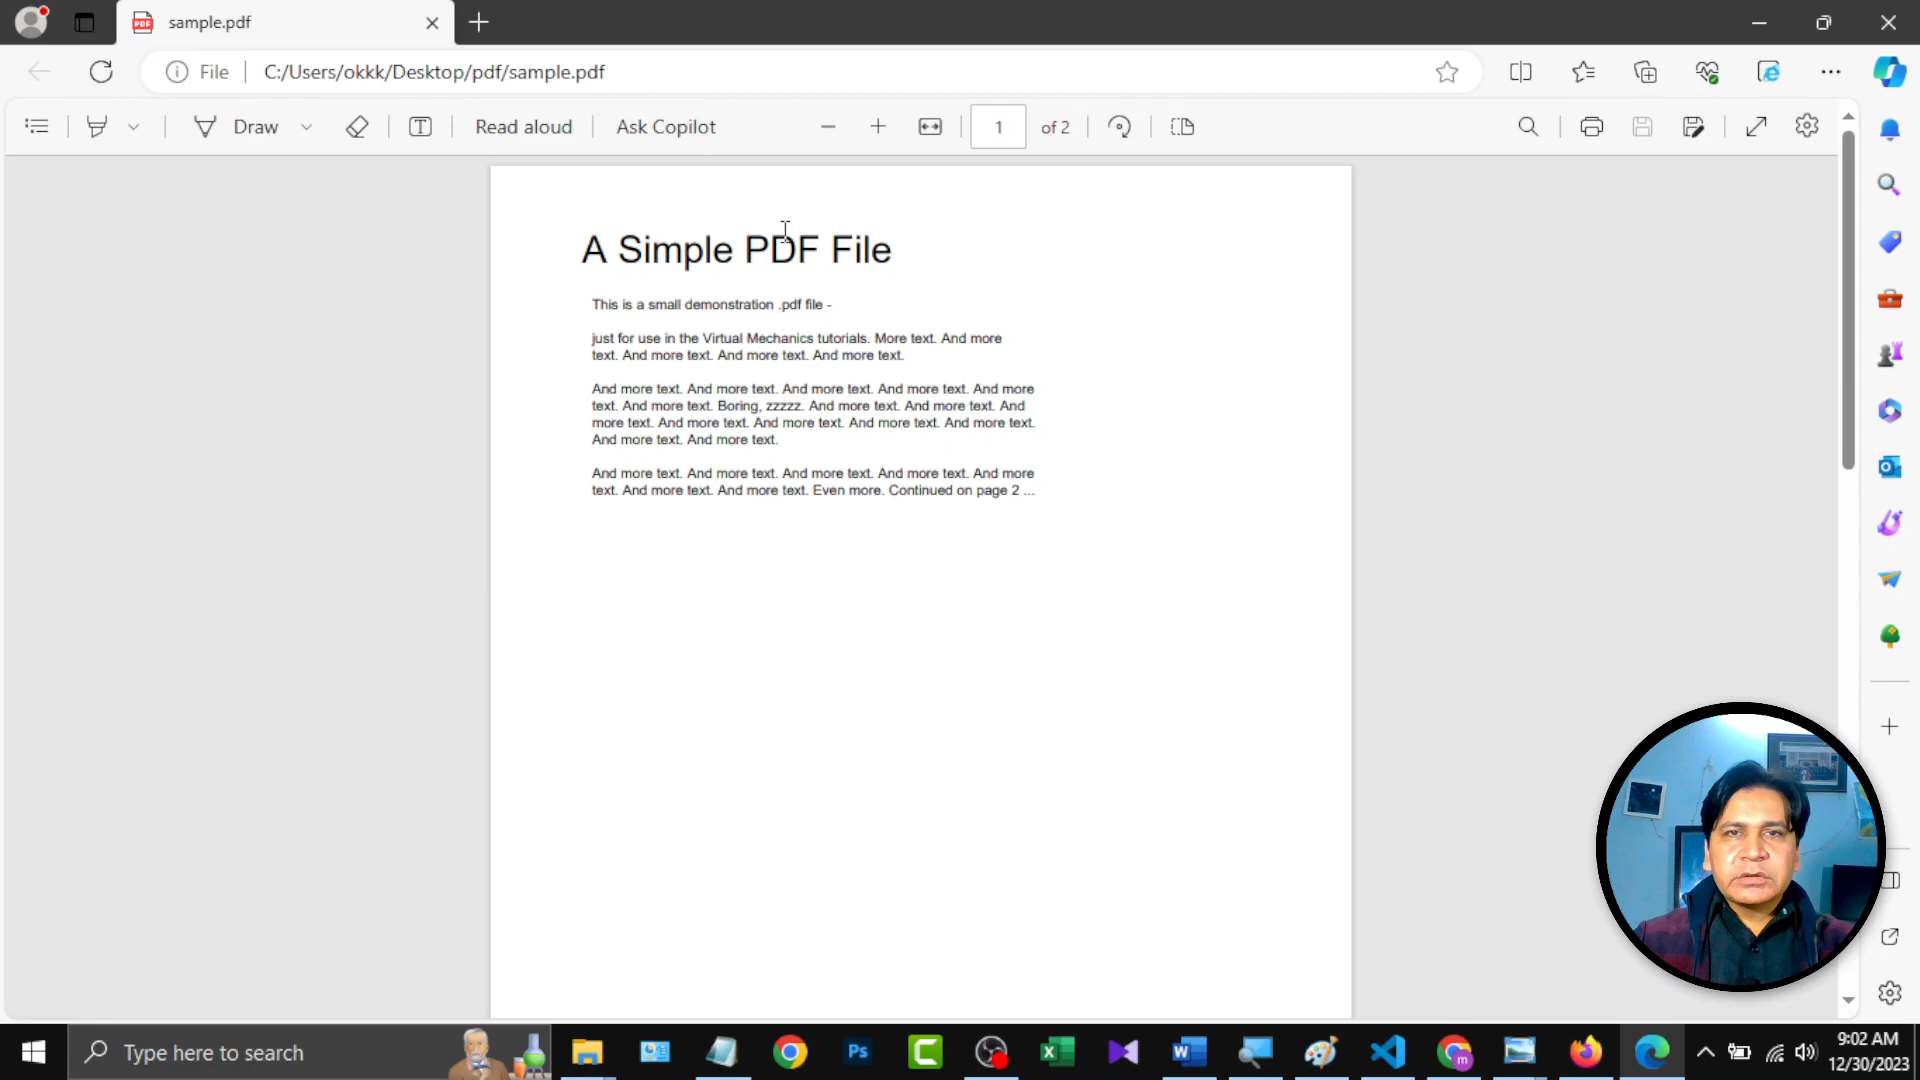 sample.pdf
File
C:/Users/okkk/Desktop/pdf/sample.pdf
Draw
Read aloud
Ask Copilot
1
of 2
A Simple PDF File
This is a small demonstration .pdf file -
just for use in the Virtual Mechanics tutorials. More text. And more
text. And more text. And more text. And more text.
And more text. And more text. And more text. And more text. And more
text. And more text. Boring, zzzzz. And more text. And more text. And
more text. And more text. And more text. And more text. And more text.
And more text. And more text.
And more text. And more text. And more text. And more text. And more
text. And more text. And more text. Even more. Continued on page 2 ...
Type here to search
9:02 AM
12/30/2023